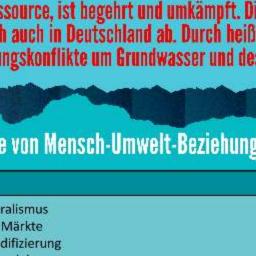 ssource, ist begehrt und umkämpft. Di
h auch in Deutschland ab. Durch heiß
ungskonflikte um Grundwasser und de
e von Mensch-Umwelt-Beziehung
ralismus
Märkte
difizierung